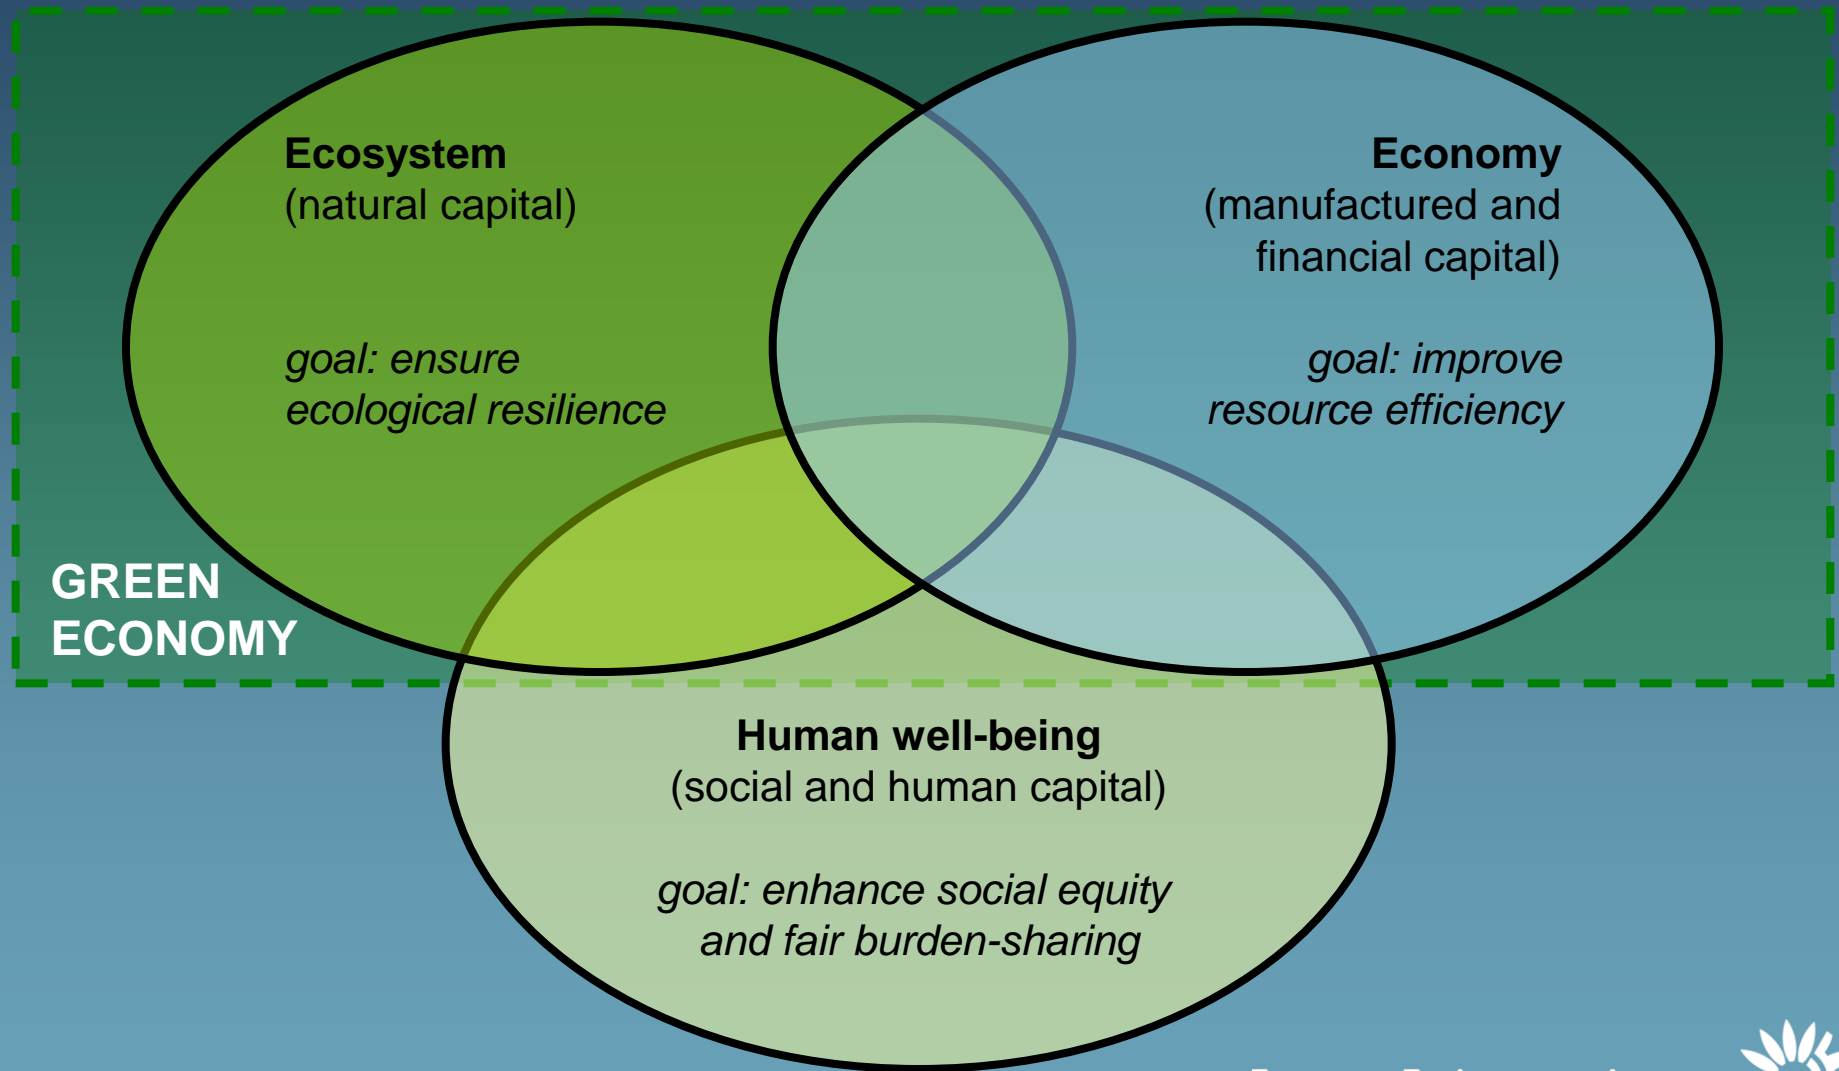 Ecosystem
(natural capital)
goal: ensure
ecological resilience
Economy
(manufactured and
financial capital)
goal: improve
resource efficiency
GREEN
ECONOMY
Human well-being
(social and human capital)
goal: enhance social equity
and fair burden-sharing